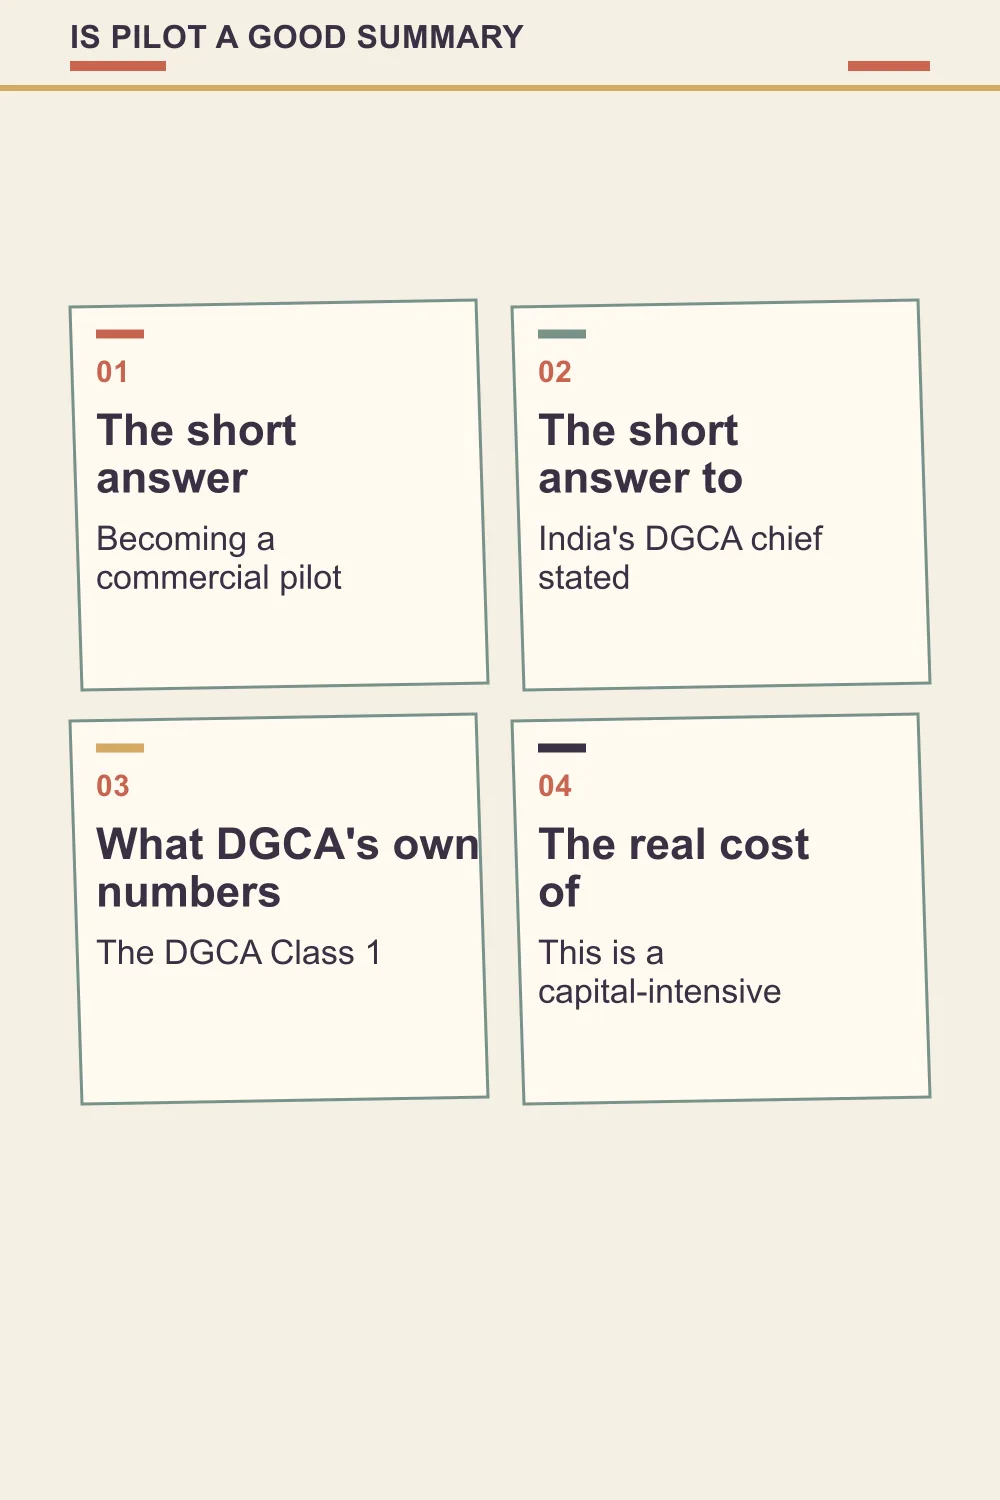 IS PILOT A GOOD SUMMARY
01
The short
answer
Becoming a
commercial pilot
02
The short
answer to
India's DGCA chief
stated
03
What DGCA's own
numbers
The DGCA Class 1
04
The real cost
of
This is a
capital-intensive